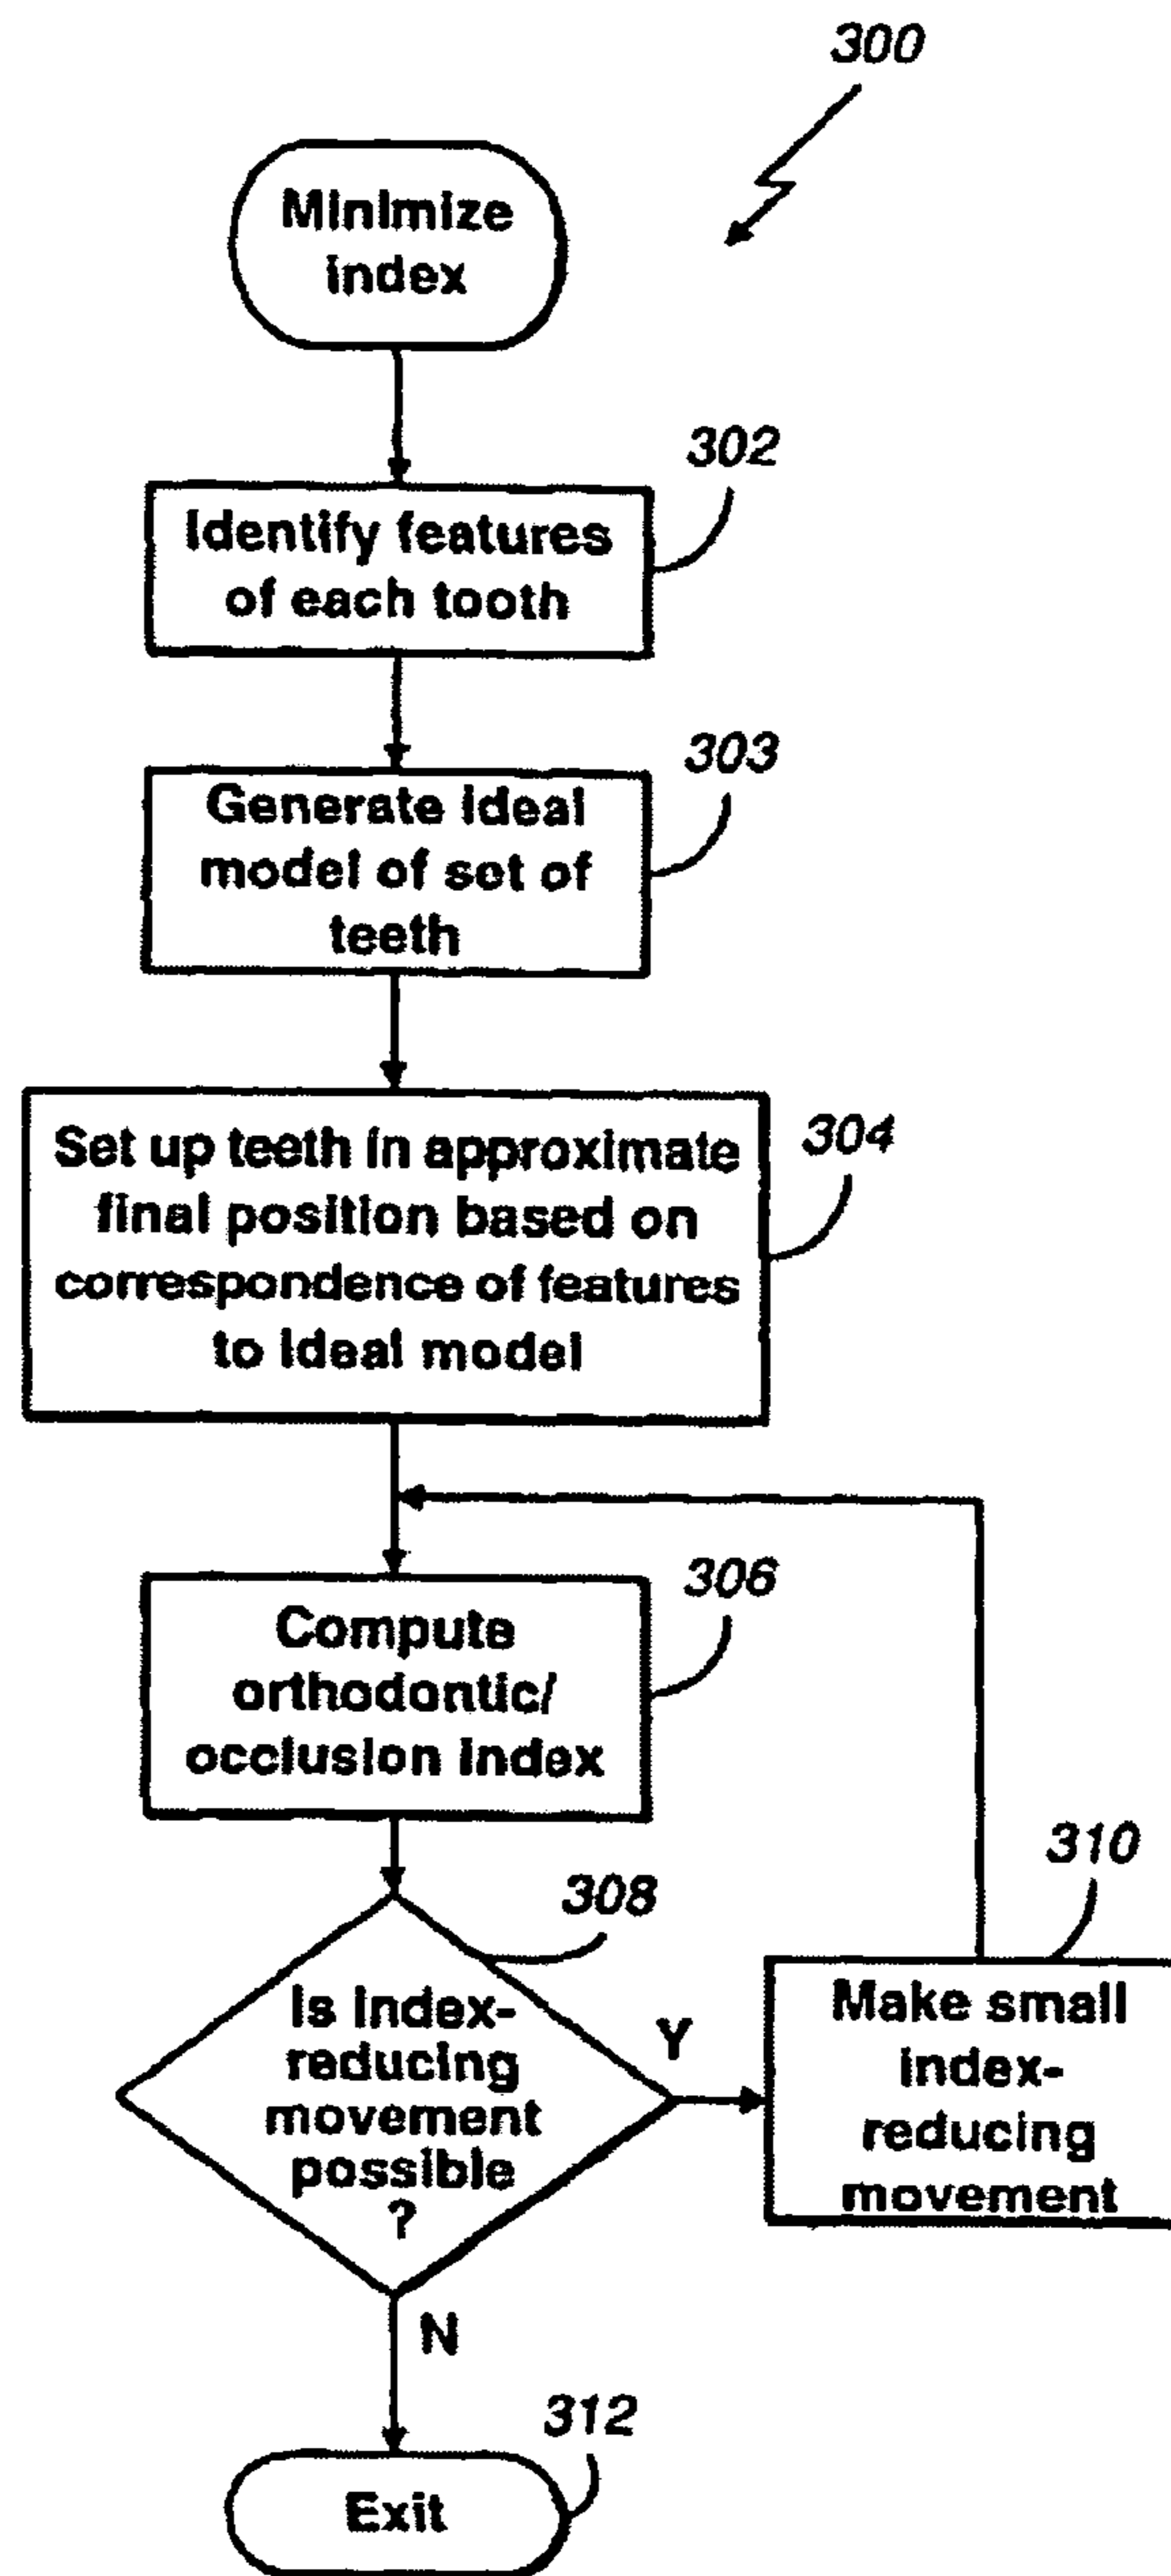 300
Minimize
index
302
Identify features
of each tooth
303
Generate ideal
model of set of
teeth
304
Set up teeth in approximate
final position based on
correspondence of features
to ideal model
306
Compute
orthodontic/
occlusion index
308
Is index-
reducing
movement
possible
?
Y
310
Make small
index-
reducing
movement
N
312
Exit